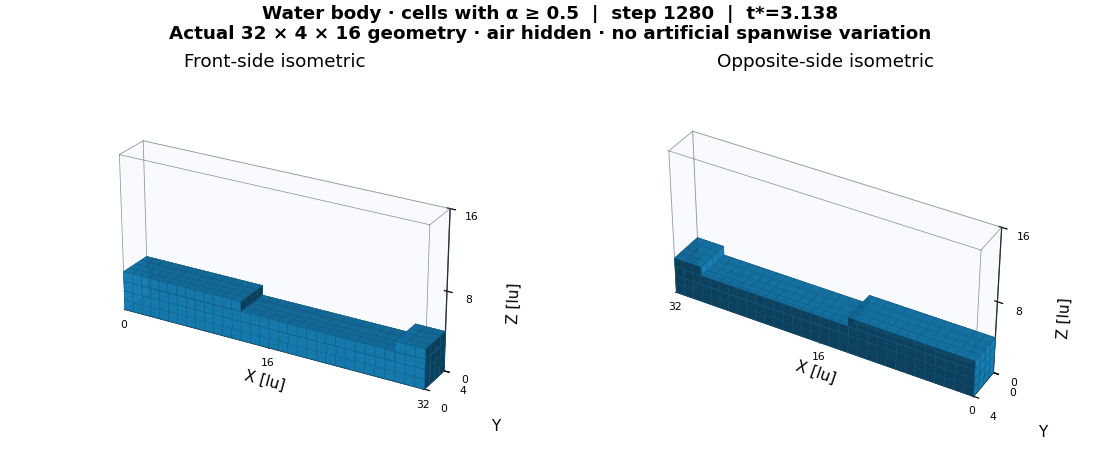 Water body · cells with α ≥ 0.5 | step 1280 | t*=3.138
Actual 32 × 4 × 16 geometry · air hidden · no artificial spanwise variation
Front-side isometric
Opposite-side isometric
16
8
0
4
0
0
16
32
X [lu]
Y
Z [lu]
16
8
0
0
4
32
16
0
X [lu]
Y
Z [lu]